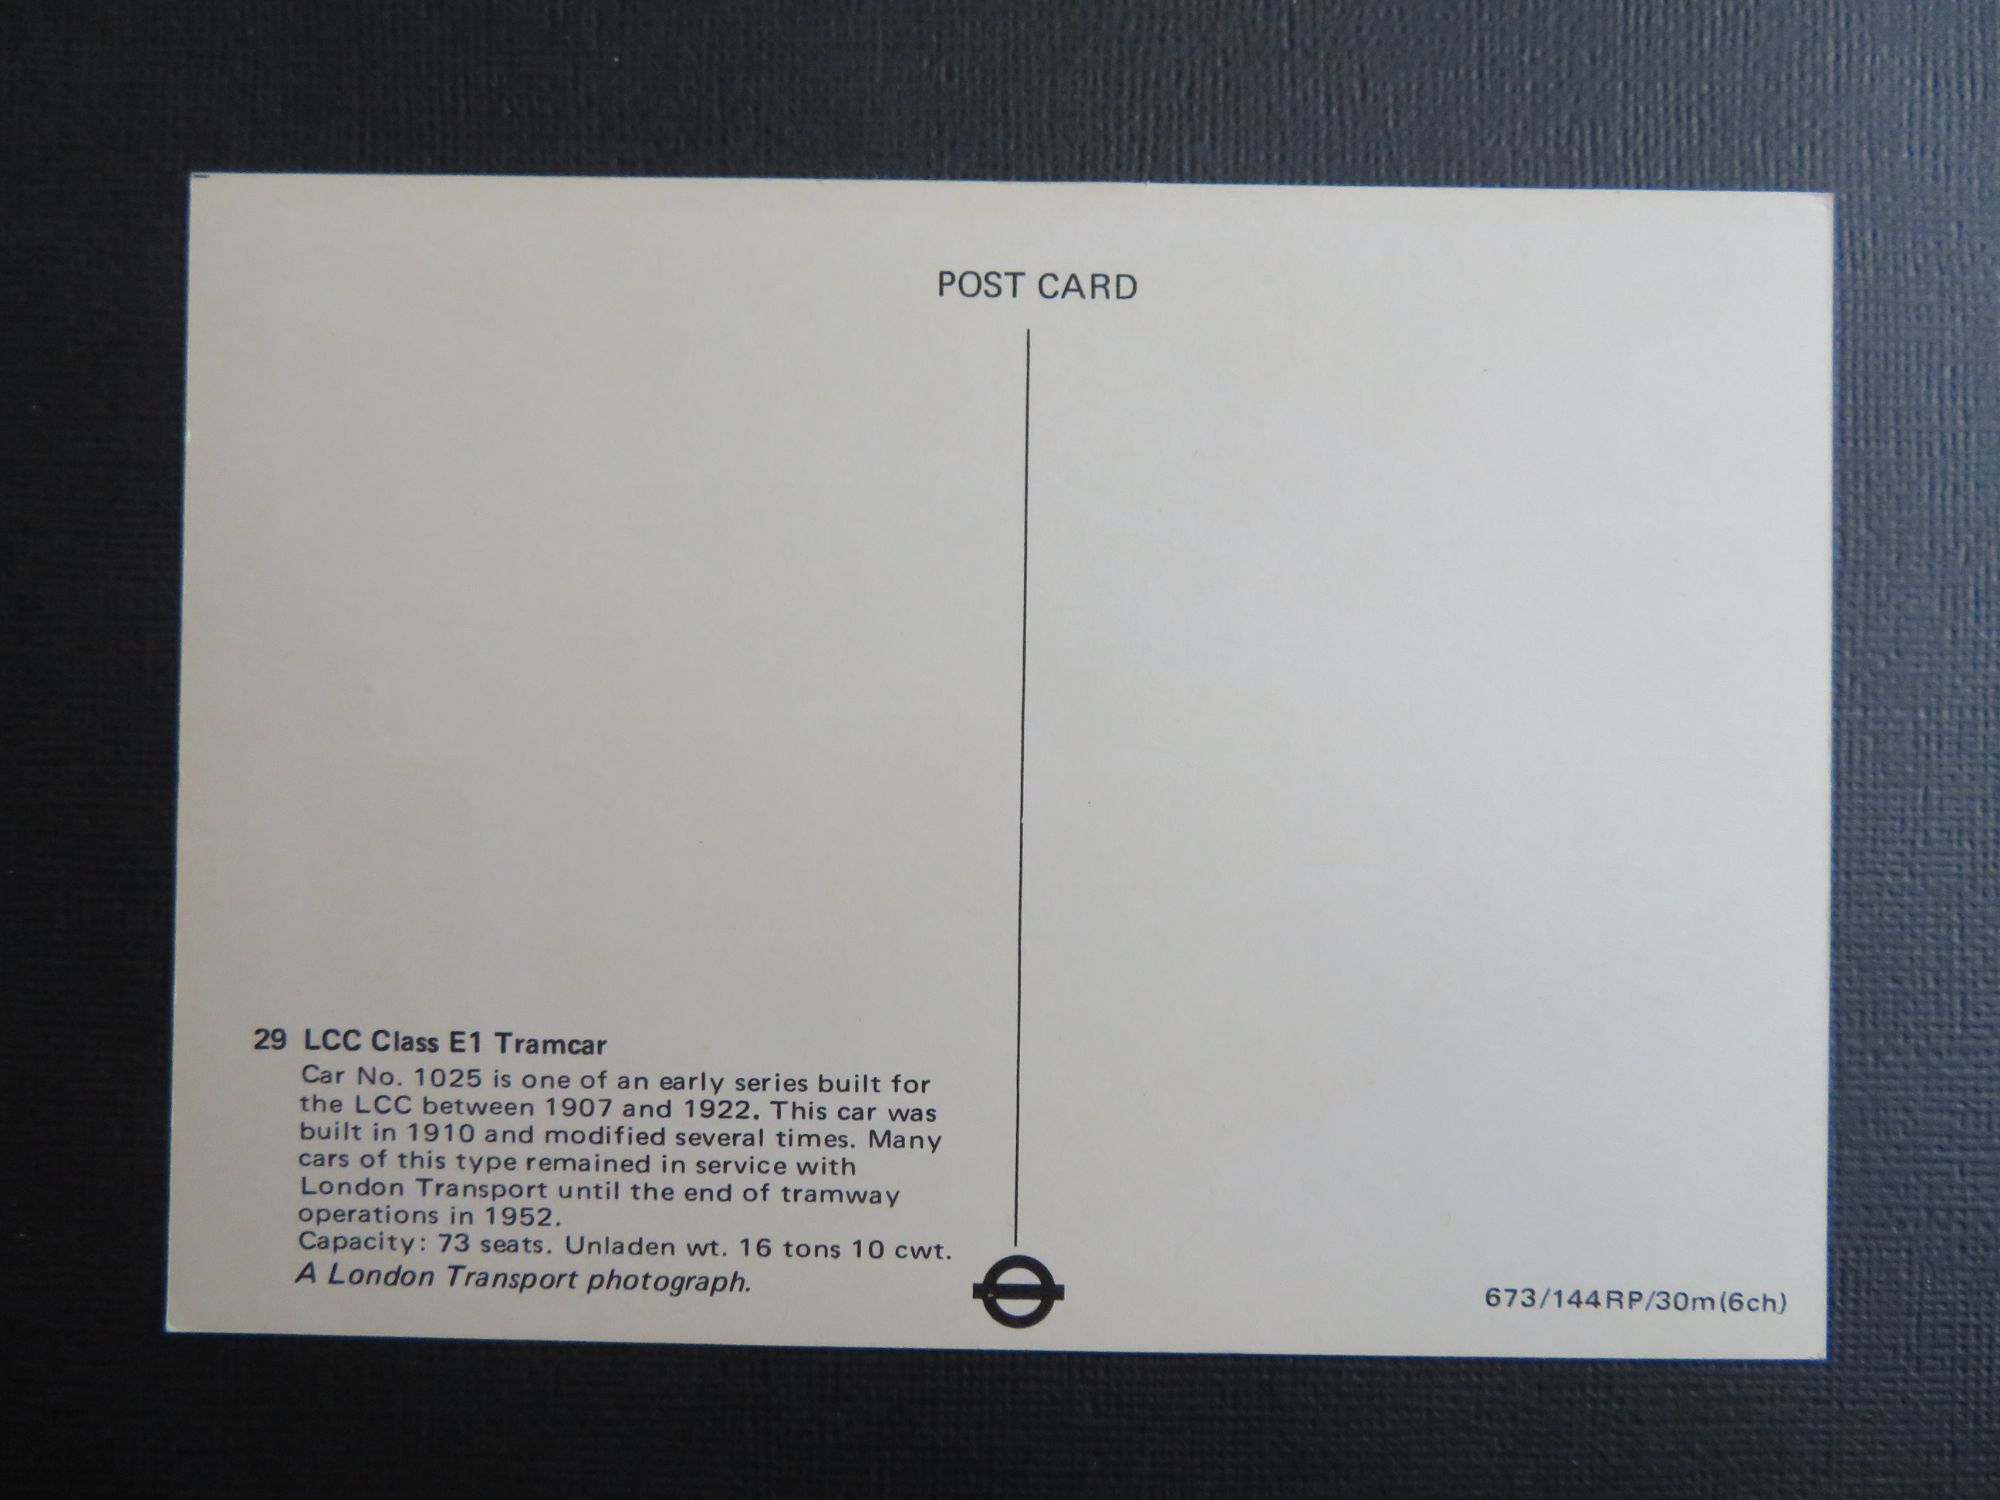 POST CARD
29 LCC Class E1 Tramcar
Car No. 1025 is one of an early series built for
the LCC between 1907 and 1922. This car was
built in 1910 and modified several times. Many
cars of this type remained in service with
London Transport until the end of tramway
operations in 1952.
Capacity: 73 seats. Unladen wt. 16 tons 10 cwt.
A London Transport photograph.
673/144RP/30m(6ch)